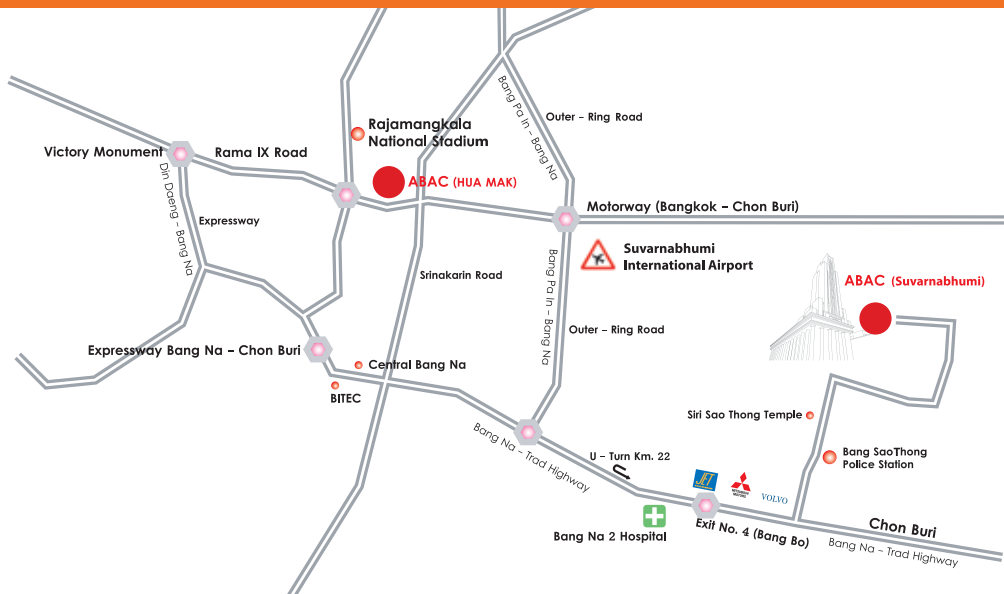 Bang Pa In – Bang Na
Outer – Ring Road
Rajamangkala
National Stadium
Victory Monument
Rama IX Road
ABAC (HUA MAK)
Din Daeng – Bang Na
Expressway
Motorway (Bangkok – Chon Buri)
Suvarnabhumi
International Airport
Srinakarin Road
Bang Pa In – Bang Na
Outer – Ring Road
ABAC (Suvarnabhumi)
Expressway Bang Na – Chon Buri
Central Bang Na
BITEC
Siri Sao Thong Temple
Bang Na – Trad Highway
U – Turn Km. 22
Bang SaoThong
Police Station
JET
MITSUBISHI
MOTORS
VOLVO
Bang Na 2 Hospital
Exit No. 4 (Bang Bo)
Chon Buri
Bang Na – Trad Highway